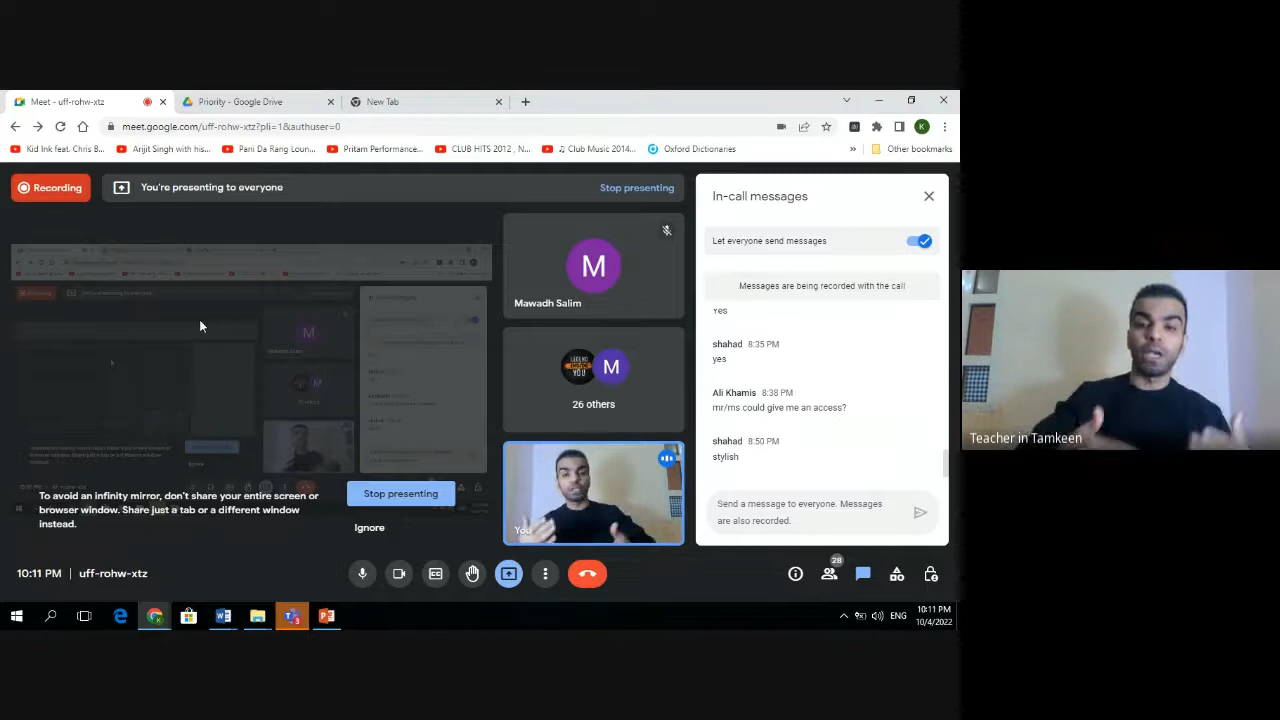 Meet - uff-rohw-xtz
Priority - Google Drive
New Tab
meet.google.com/uff-rohw-xtz?pli=1&authuser=0
K
Kid Ink feat. Chris B...
Arijit Singh with his...
Pani Da Rang Loun...
Pritam Performance...
CLUB HITS 2012 , N...
♫ Club Music 2014...
Oxford Dictionaries
»
Other bookmarks
Recording
You're presenting to everyone
Stop presenting
M
Mawadh Salim
M
26 others
You
To avoid an infinity mirror, don't share your entire screen or
browser window. Share just a tab or a different window
instead.
Stop presenting
Ignore
In-call messages
Let everyone send messages
Messages are being recorded with the call
Yes
shahad 8:35 PM
yes
Ali Khamis 8:38 PM
mr/ms could give me an access?
shahad 8:50 PM
stylish
Send a message to everyone. Messages
are also recorded.
Teacher in Tamkeen
10:11 PM | uff-rohw-xtz
28
ENG
10:11 PM
10/4/2022